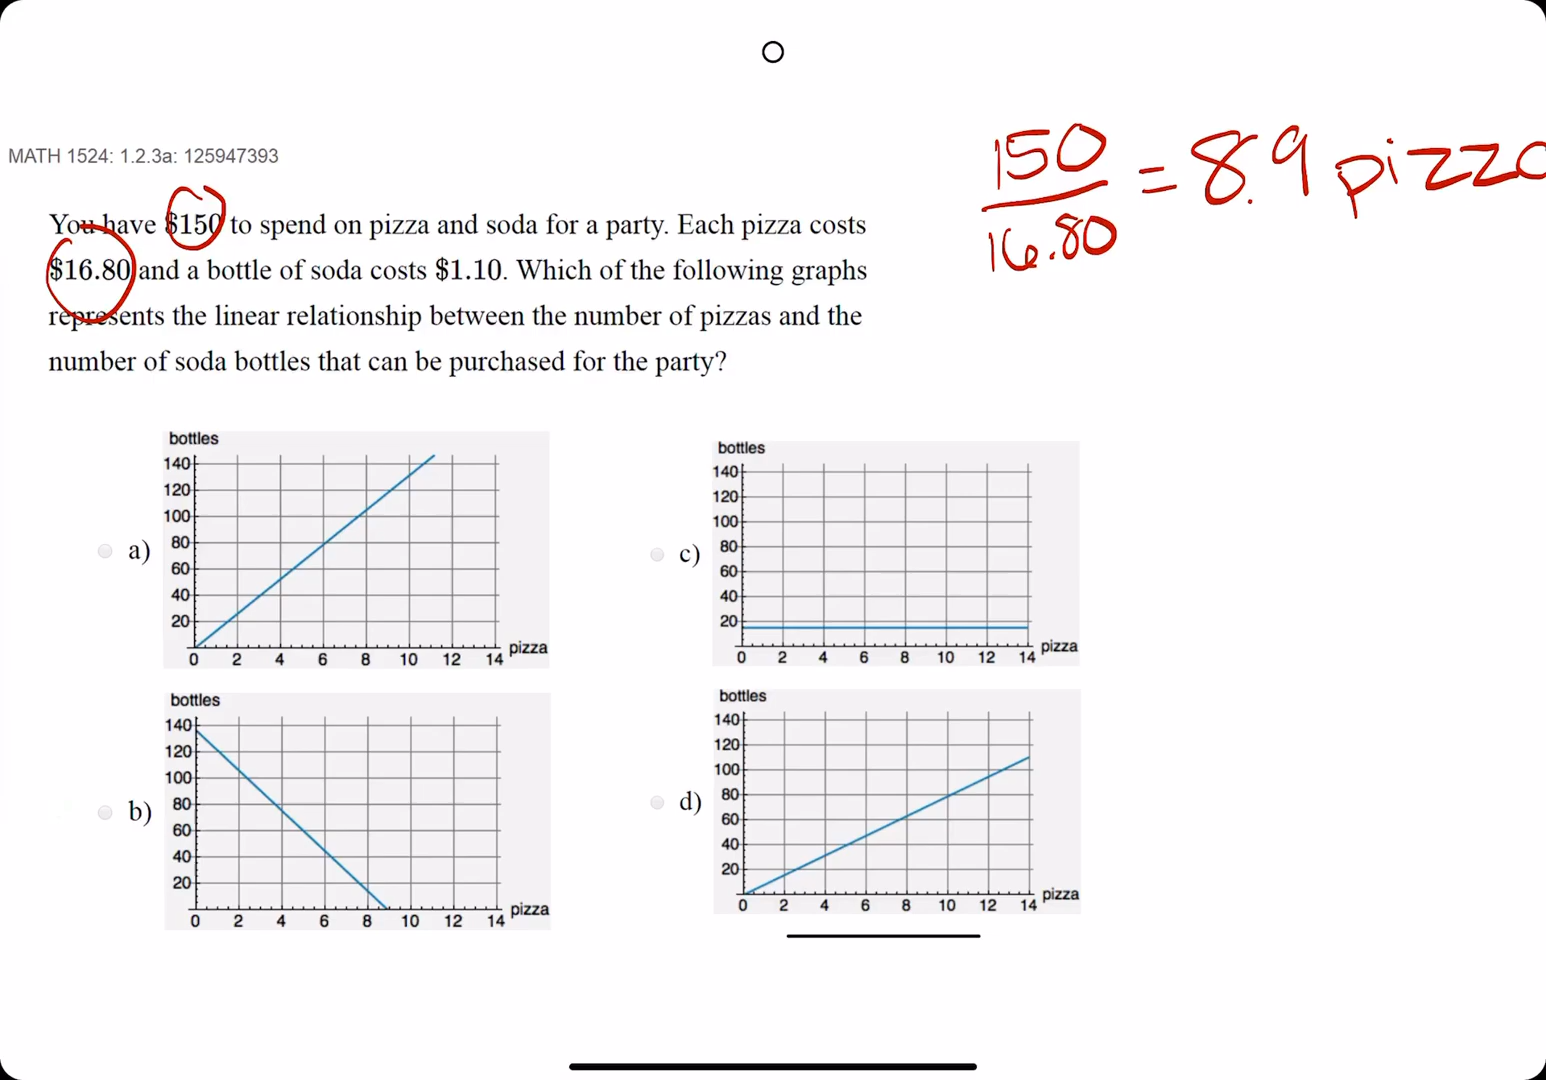 MATH 1524: 1.2.3a: 125947393
150
16.80
= 8.9 pizza
You have $150 to spend on pizza and soda for a party. Each pizza costs
$16.80 and a bottle of soda costs $1.10. Which of the following graphs
represents the linear relationship between the number of pizzas and the
number of soda bottles that can be purchased for the party?
a)
bottles
140
120
100
80
60
40
20
0 2 4 6 8 10 12 14 pizza
b)
bottles
140
120
100
80
60
40
20
0 2 4 6 8 10 12 14 pizza
c)
bottles
140
120
100
80
60
40
20
0 2 4 6 8 10 12 14 pizza
d)
bottles
140
120
100
80
60
40
20
0 2 4 6 8 10 12 14 pizza